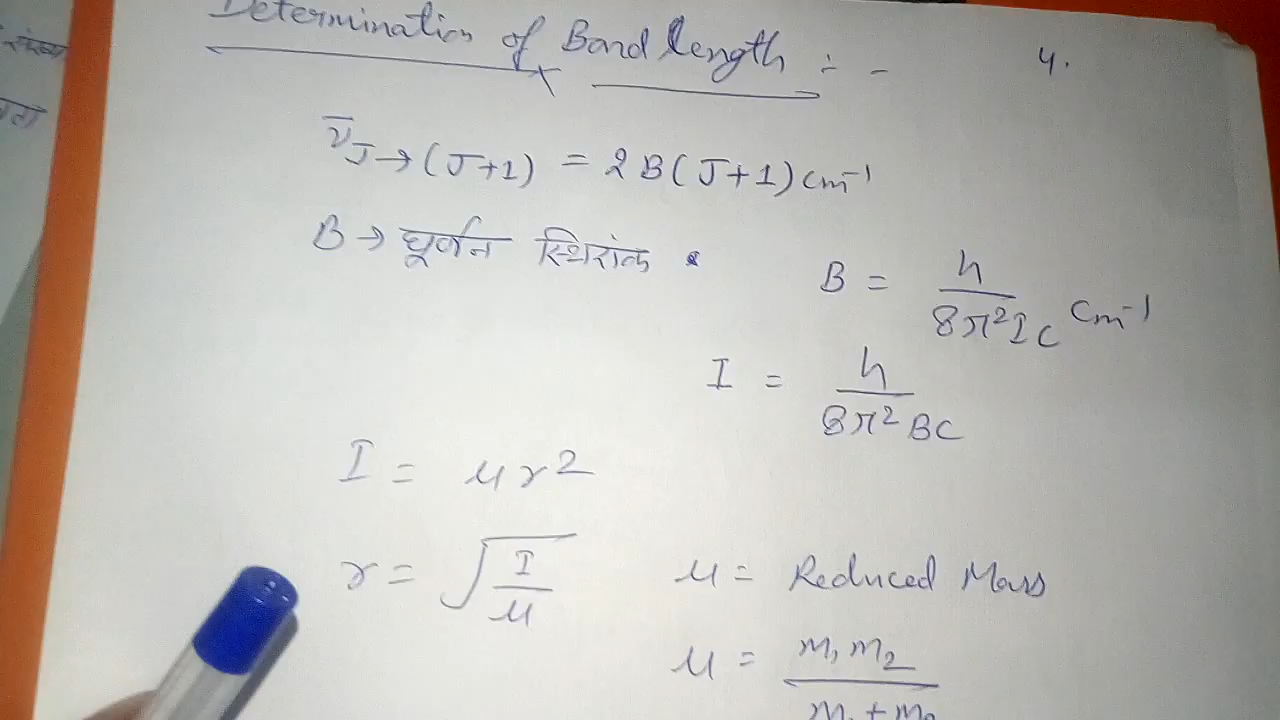 Determination of Bond length :-
4.
ν̄J→(J+1) = 2B(J+1) cm⁻¹
B→ घूर्णन स्थिरांक
B = h / 8π²Ic cm⁻¹
I = h / 8π²BC
I = μr²
r = √(I/μ)
μ = Reduced Mass
μ = m₁m₂ / m₁+m₂